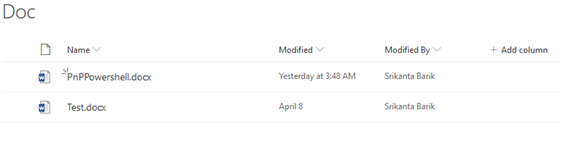 Doc
Name Modified Modified By + Add column
PnPPowershell.docx Yesterday at 3:48 AM Srikanta Barik
Test.docx April 8 Srikanta Barik